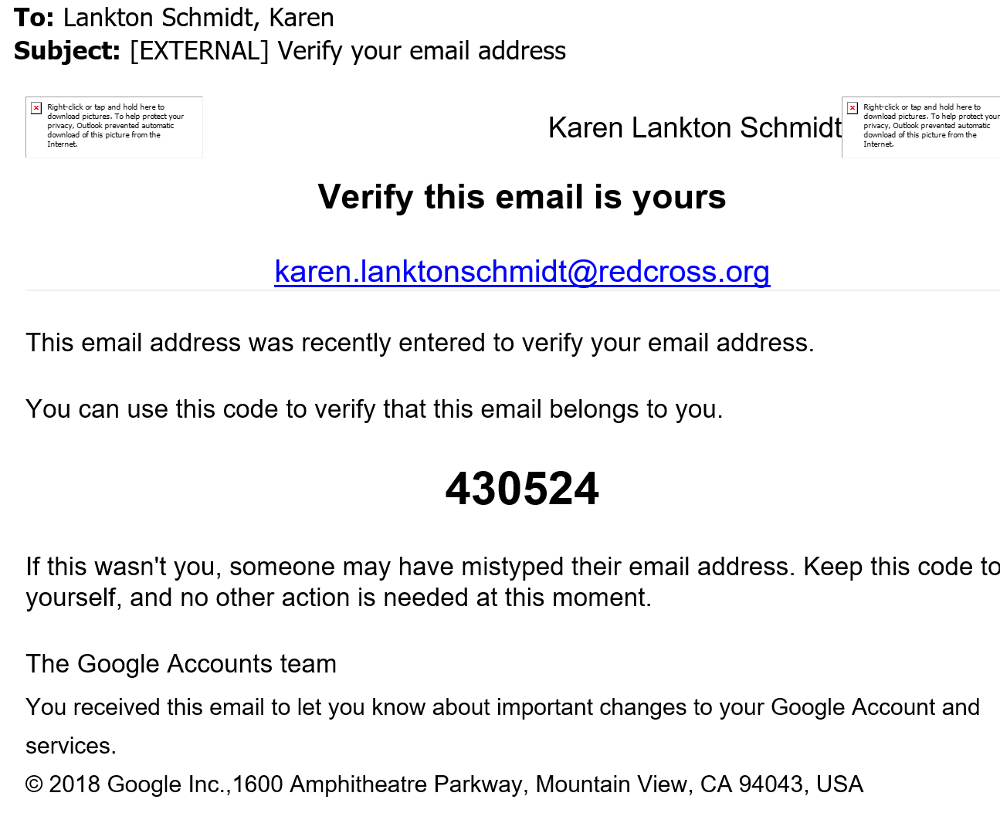 To: Lankton Schmidt, Karen
Subject: [EXTERNAL] Verify your email address
Right-click or tap and hold here to
download pictures. To help protect your
privacy, Outlook prevented automatic
download of this picture from the
Internet.
Karen Lankton Schmidt
Right-click or tap and hold here to
download pictures. To help protect your
privacy, Outlook prevented automatic
download of this picture from the
Internet.
Verify this email is yours
karen.lanktonschmidt@redcross.org
This email address was recently entered to verify your email address.
You can use this code to verify that this email belongs to you.
430524
If this wasn't you, someone may have mistyped their email address. Keep this code to
yourself, and no other action is needed at this moment.
The Google Accounts team
You received this email to let you know about important changes to your Google Account and
services.
© 2018 Google Inc.,1600 Amphitheatre Parkway, Mountain View, CA 94043, USA